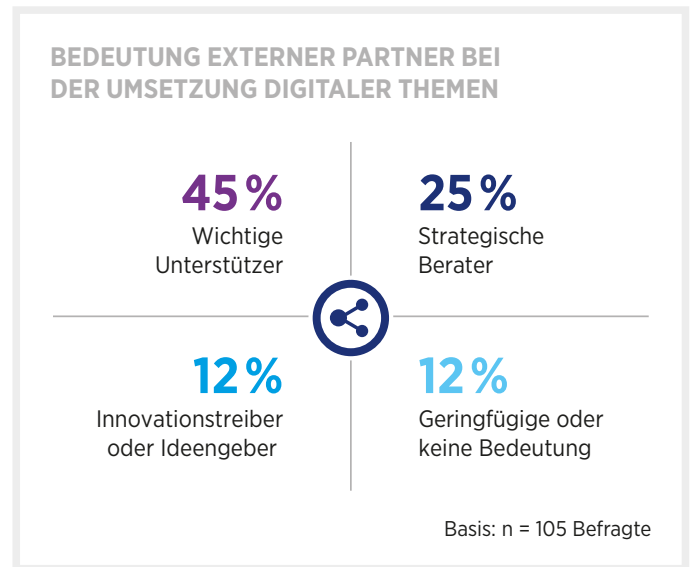 BEDEUTUNG EXTERNER PARTNER BEI
DER UMSETZUNG DIGITALER THEMEN
45 %
Wichtige
Unterstützer
25 %
Strategische
Berater
12 %
Innovationstreiber
oder Ideengeber
12 %
Geringfügige oder
keine Bedeutung
Basis: n = 105 Befragte